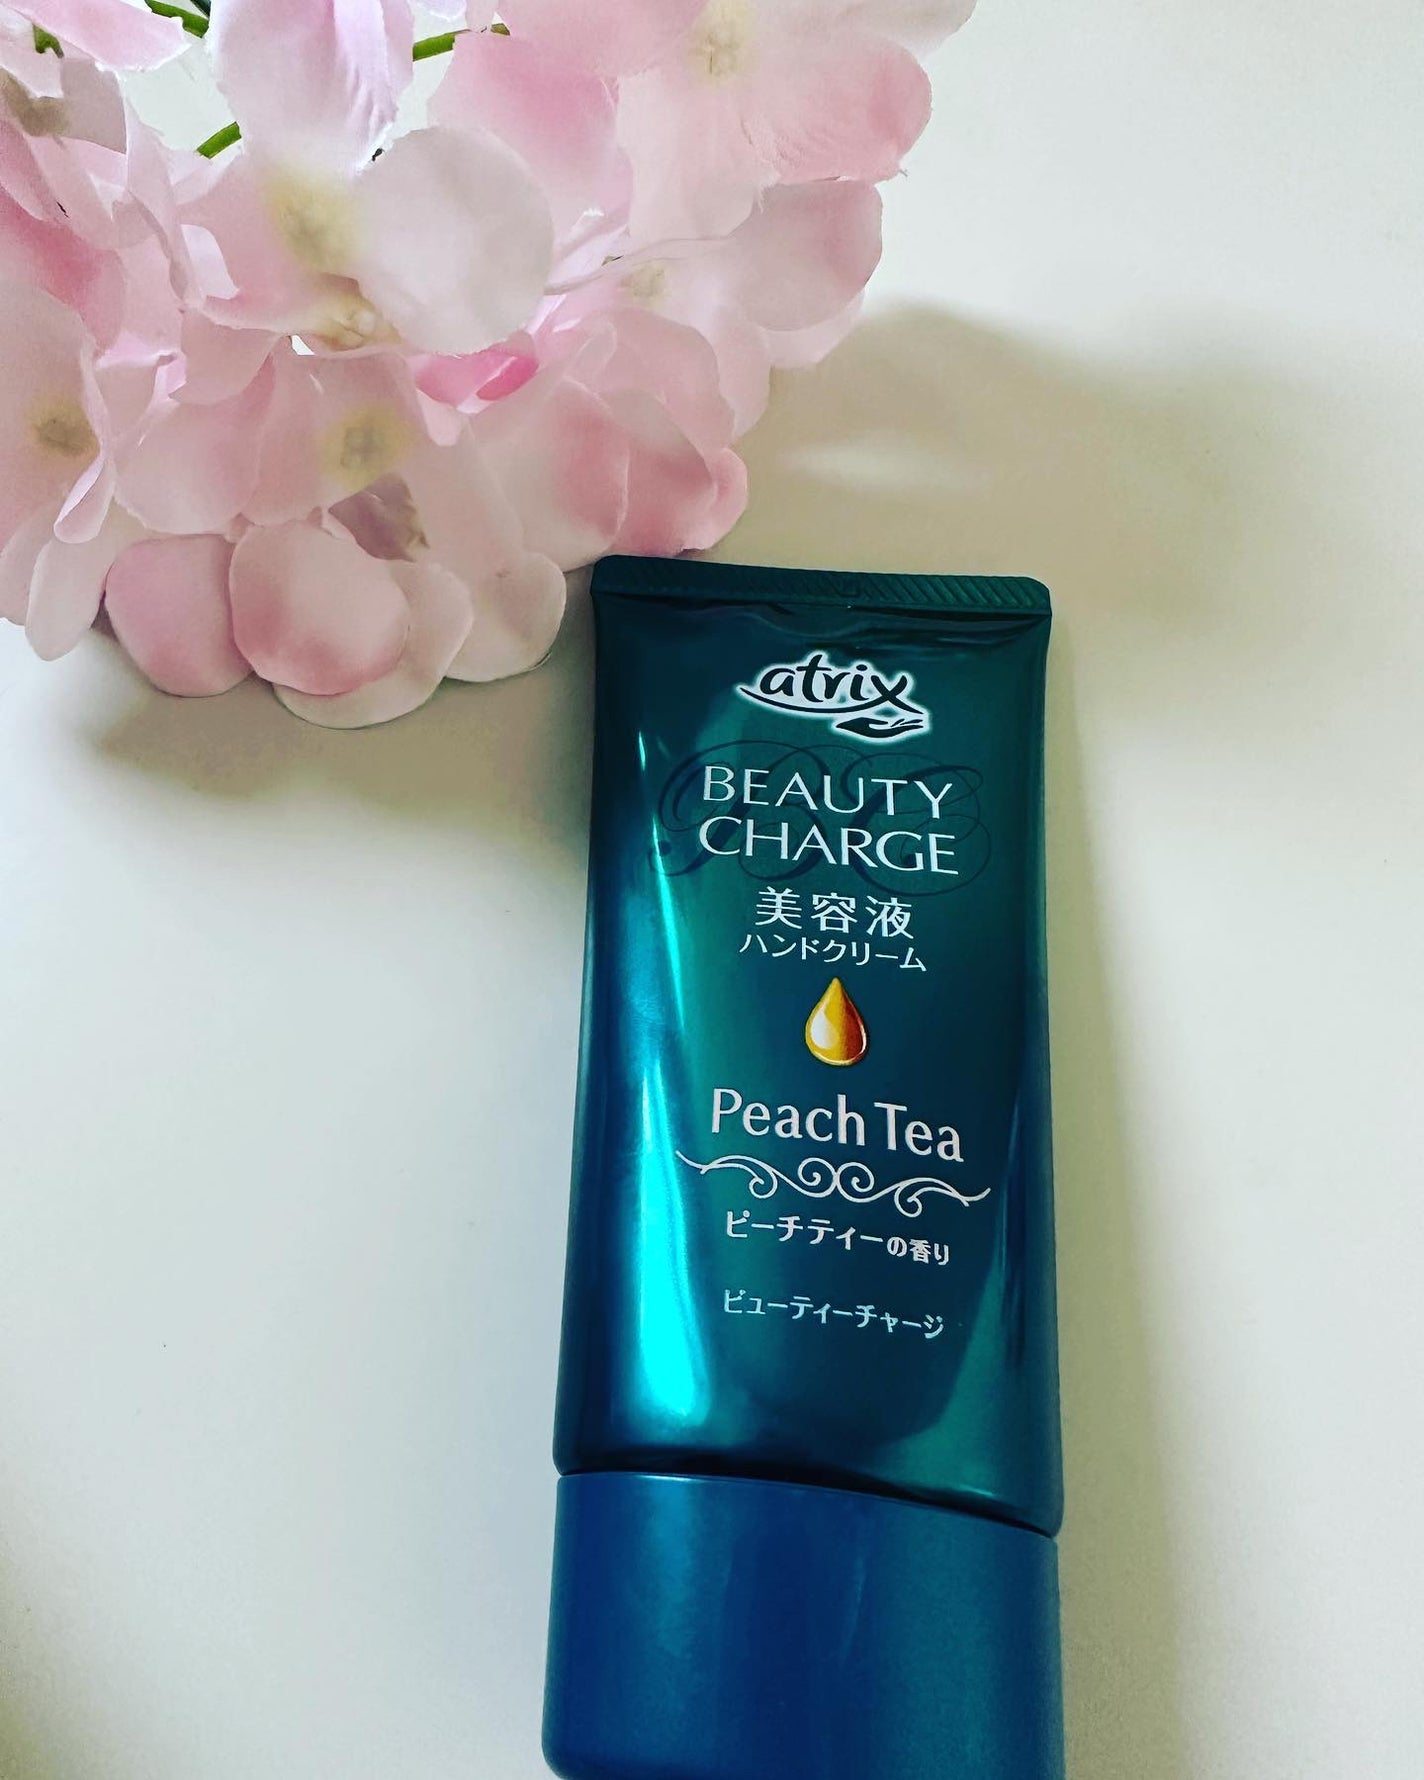 atrix
BEAUTY
CHARGE
美容液
ハンドクリーム
Peach Tea
ピーチティーの香り
ビューティーチャージ